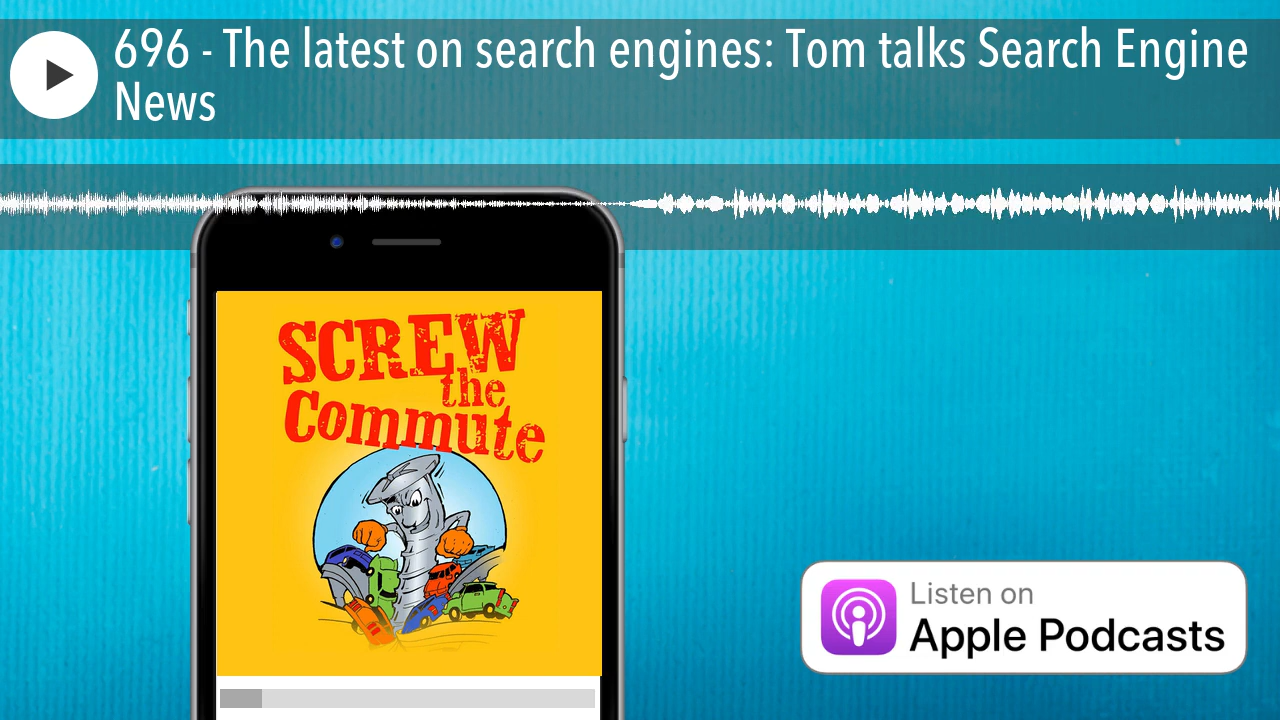 696 - The latest on search engines: Tom talks Search Engine
News
SCREW
the
Commute
Listen on
Apple Podcasts